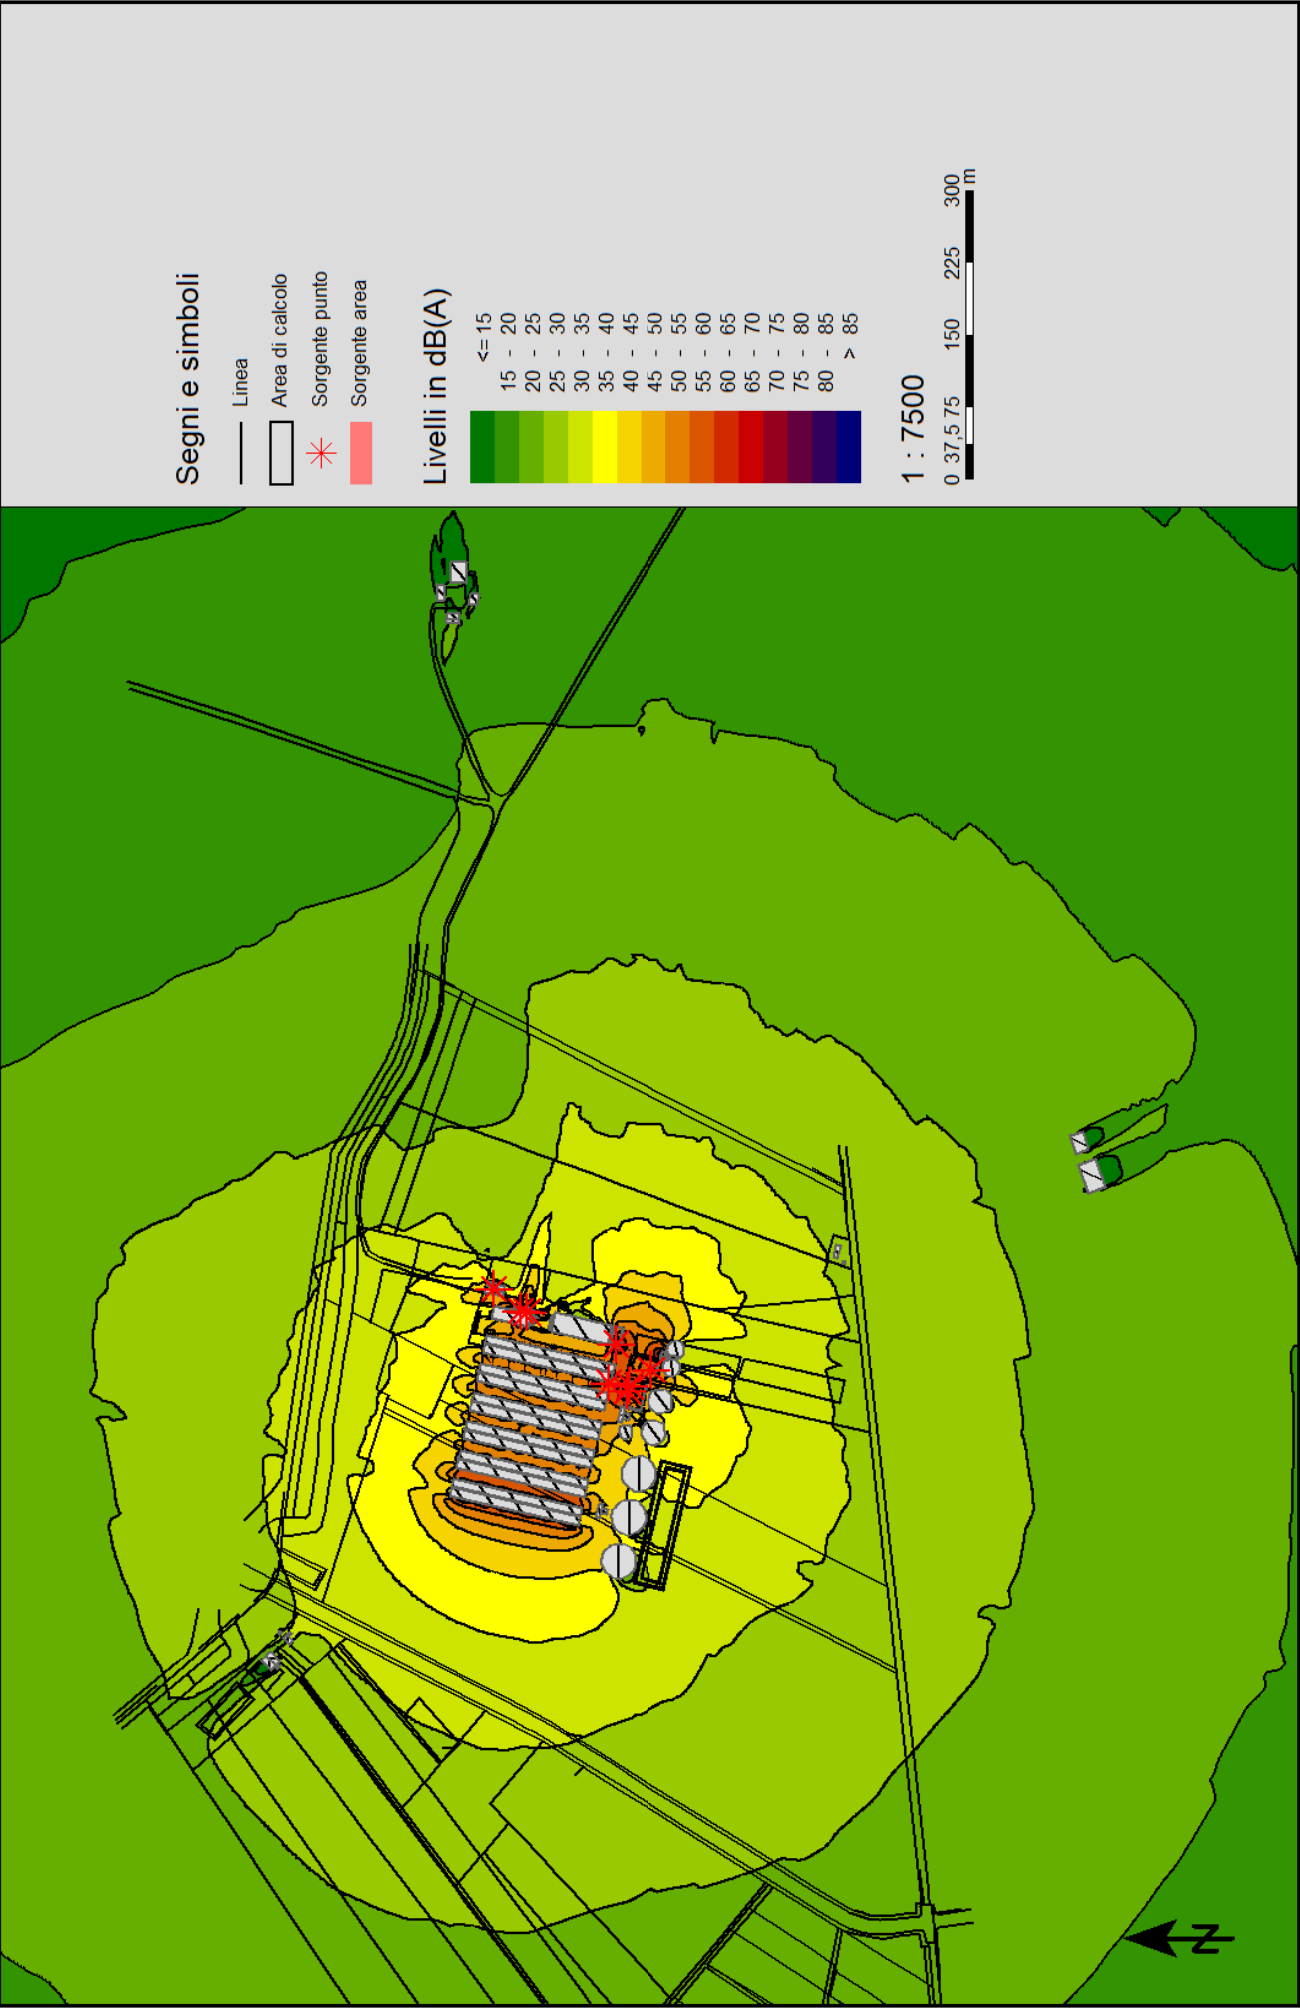 Segni e simboli
Linea
Area di calcolo
Sorgente punto
Sorgente area
Livelli in dB(A)
<= 15
15 - 20
20 - 25
25 - 30
30 - 35
35 - 40
40 - 45
45 - 50
50 - 55
55 - 60
60 - 65
65 - 70
70 - 75
75 - 80
80 - 85
> 85
1 : 7500
0 37,5 75 150 225 300
m
N